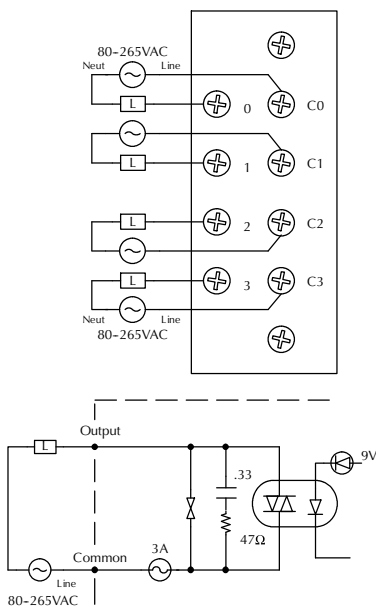 80-265VAC
Neut
Line
L
0
C0
L
1
C1
L
2
C2
L
3
C3
Neut
Line
80-265VAC
Output
L
.33
9V
47Ω
3A
Common
Line
80-265VAC